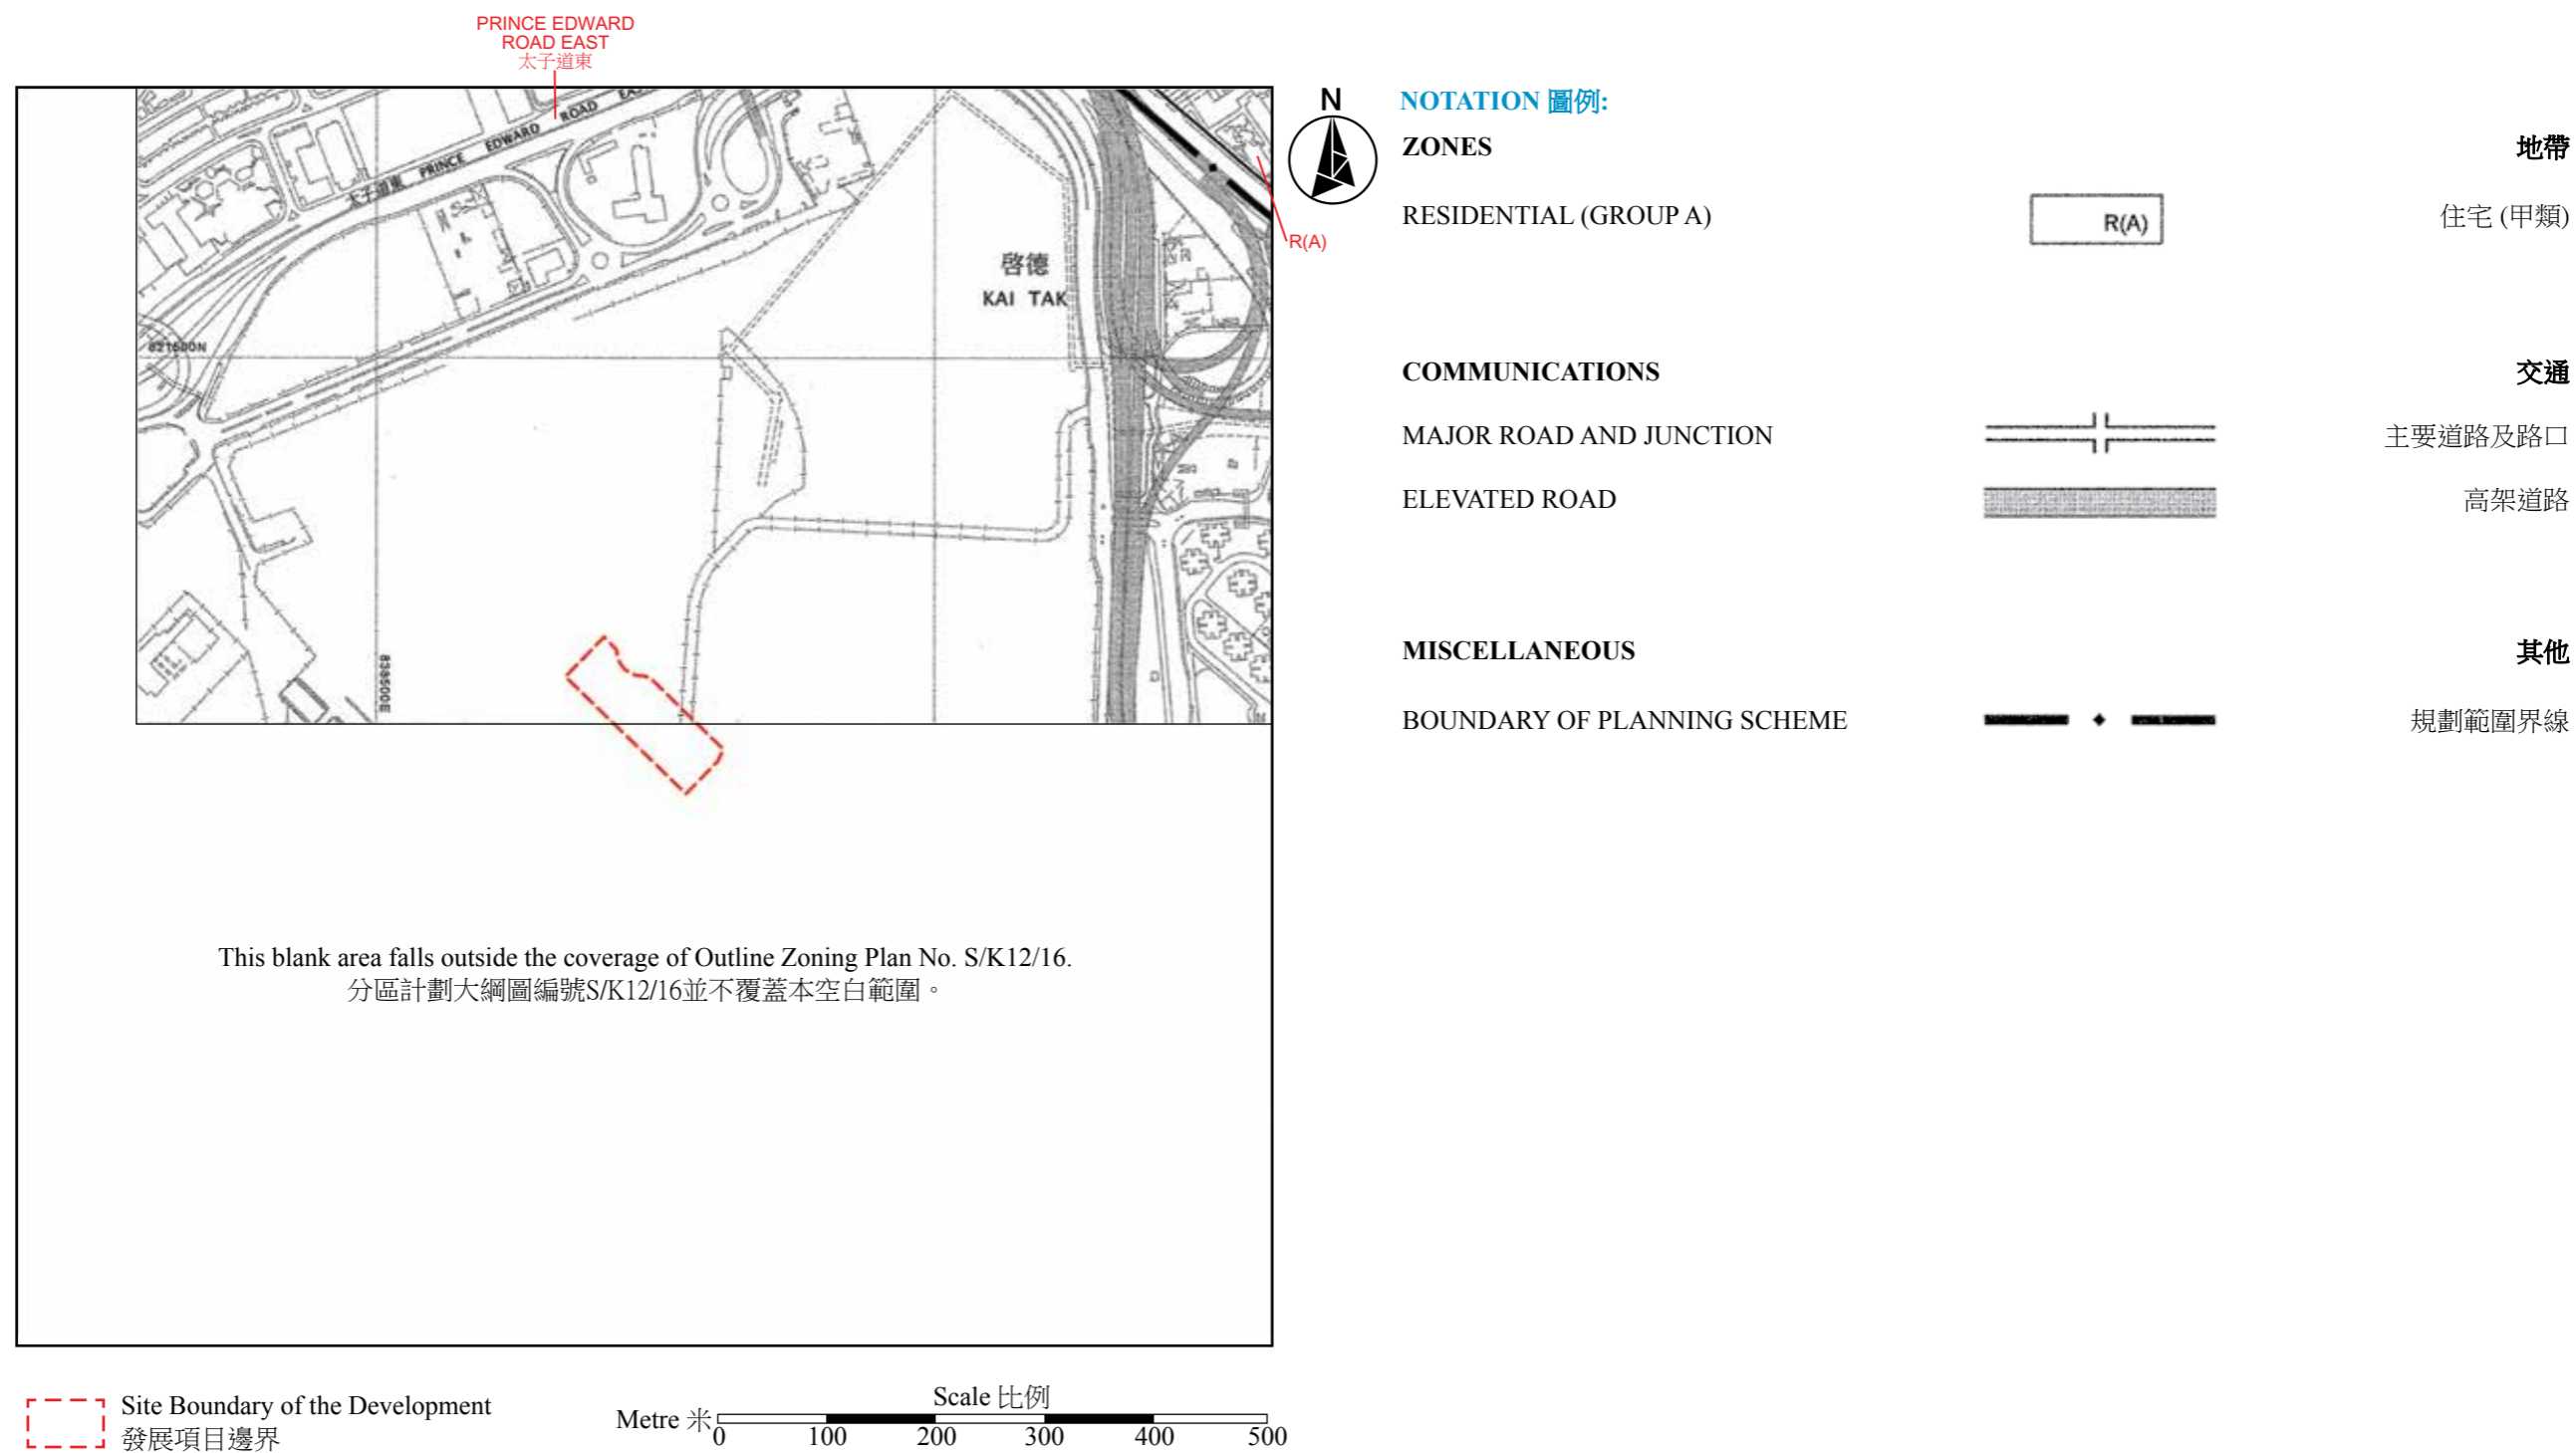 PRINCE EDWARD
ROAD EAST
太子道東
太子道東 PRINCE EDWARD ROAD
啓德
KAI TAK
821500N
838500E
N
R(A)
NOTATION 圖例:
ZONES 地帶
RESIDENTIAL (GROUP A) R(A) 住宅 (甲類)
COMMUNICATIONS 交通
MAJOR ROAD AND JUNCTION 主要道路及路口
ELEVATED ROAD 高架道路
MISCELLANEOUS 其他
BOUNDARY OF PLANNING SCHEME 規劃範圍界線
This blank area falls outside the coverage of Outline Zoning Plan No. S/K12/16.
分區計劃大綱圖編號S/K12/16並不覆蓋本空白範圍。
Site Boundary of the Development
發展項目邊界
Scale 比例
Metre 米
0 100 200 300 400 500